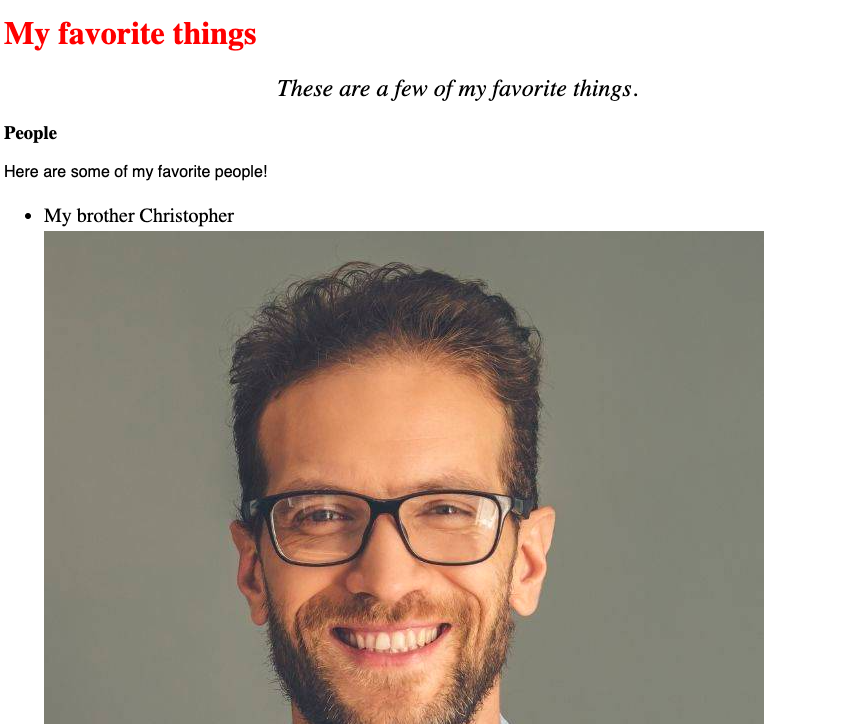 My favorite things
These are a few of my favorite things.
People
Here are some of my favorite people!
My brother Christopher